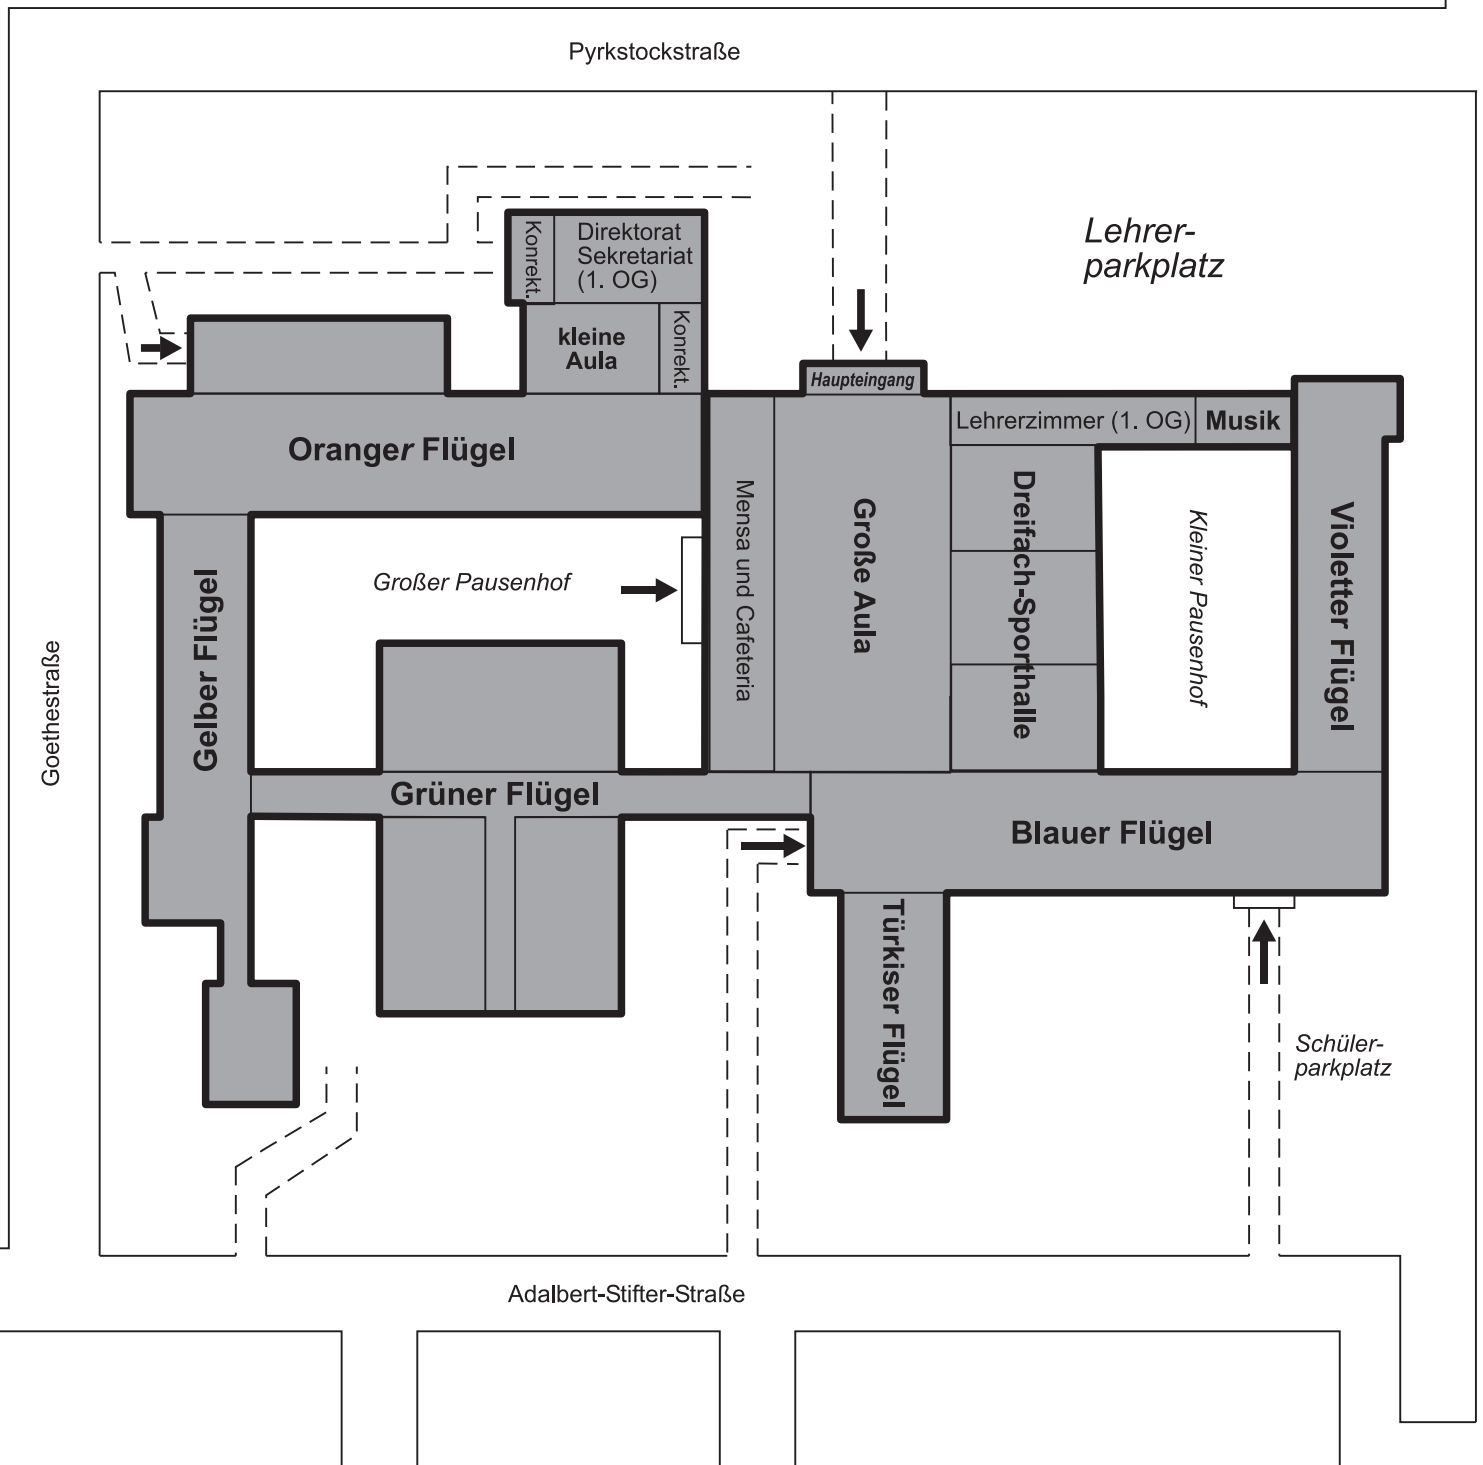 Pyrkstockstraße
Lehrer-
parkplatz
Konrekt.
Direktorat
Sekretariat
(1. OG)
kleine
Aula
Konrekt.
Haupteingang
Lehrerzimmer (1. OG)
Musik
Oranger Flügel
Mensa und Cafeteria
Große Aula
Dreifach-Sporthalle
Kleiner Pausenhof
Violetter Flügel
Großer Pausenhof
Gelber Flügel
Goethestraße
Grüner Flügel
Blauer Flügel
Türkiser Flügel
Schüler-
parkplatz
Adalbert-Stifter-Straße